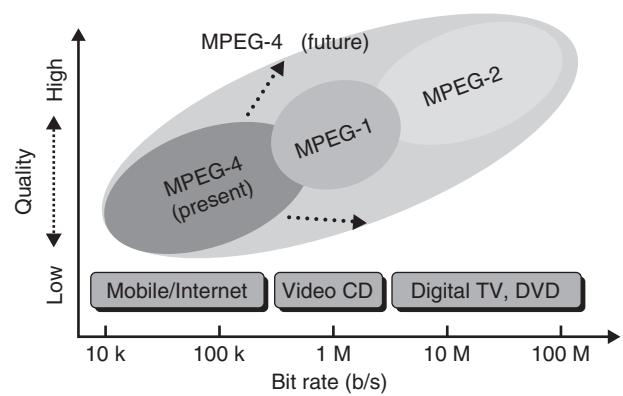 MPEG-4 (future)
High
MPEG-2
MPEG-1
MPEG-4
(present)
Quality
Low
Mobile/Internet
Video CD
Digital TV, DVD
10 k
100 k
1 M
10 M
100 M
Bit rate (b/s)